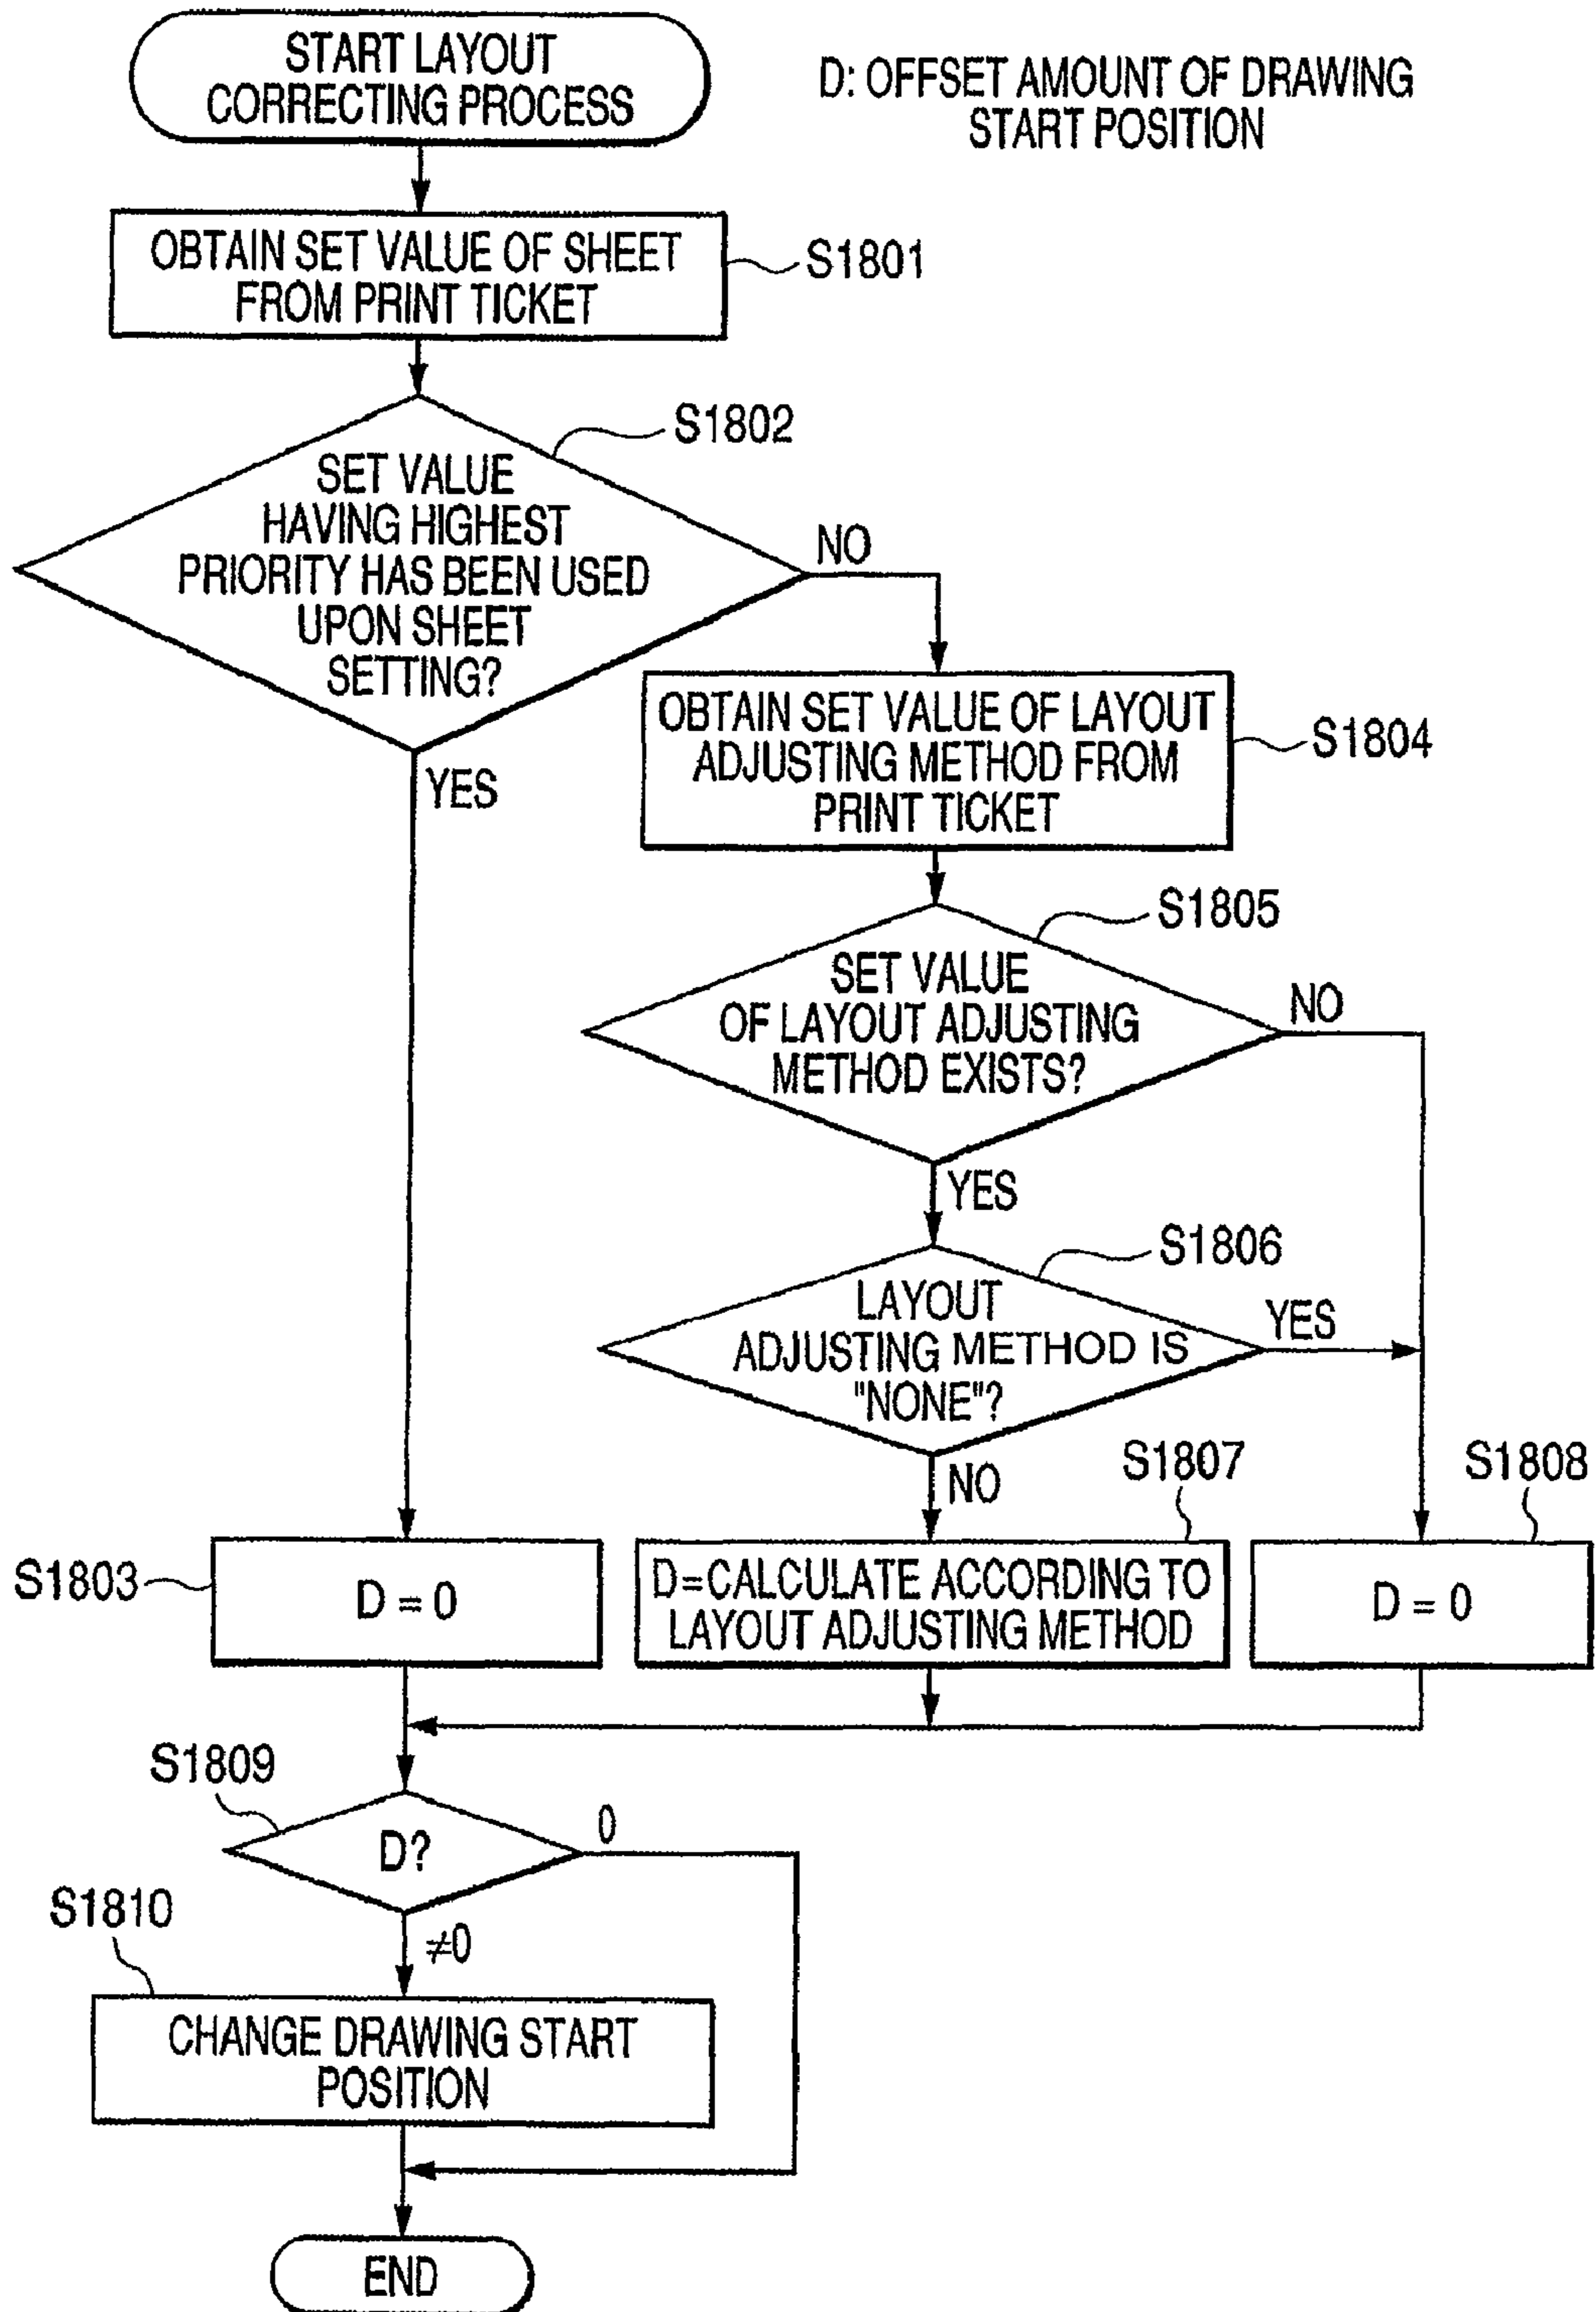 START LAYOUT
CORRECTING PROCESS
D: OFFSET AMOUNT OF DRAWING
START POSITION
OBTAIN SET VALUE OF SHEET
FROM PRINT TICKET
S1801
S1802
SET VALUE
HAVING HIGHEST
PRIORITY HAS BEEN USED
UPON SHEET
SETTING?
NO
YES
OBTAIN SET VALUE OF LAYOUT
ADJUSTING METHOD FROM
PRINT TICKET
S1804
S1805
SET VALUE
OF LAYOUT ADJUSTING
METHOD EXISTS?
NO
YES
S1806
LAYOUT
ADJUSTING METHOD IS
"NONE"?
YES
NO
S1807
S1808
S1803
D = 0
D=CALCULATE ACCORDING TO
LAYOUT ADJUSTING METHOD
D = 0
S1809
D?
0
≠0
S1810
CHANGE DRAWING START
POSITION
END